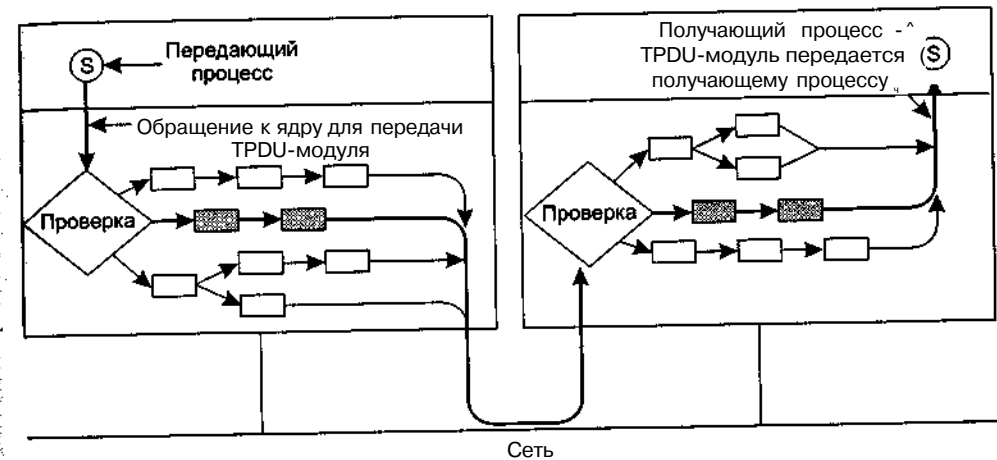 S
Передающий
процесс
Обращение к ядру для передачи
TPDU-модуля
Проверка
Получающий процесс -
TPDU-модуль передается
получающему процессу
S
Проверка
Сеть